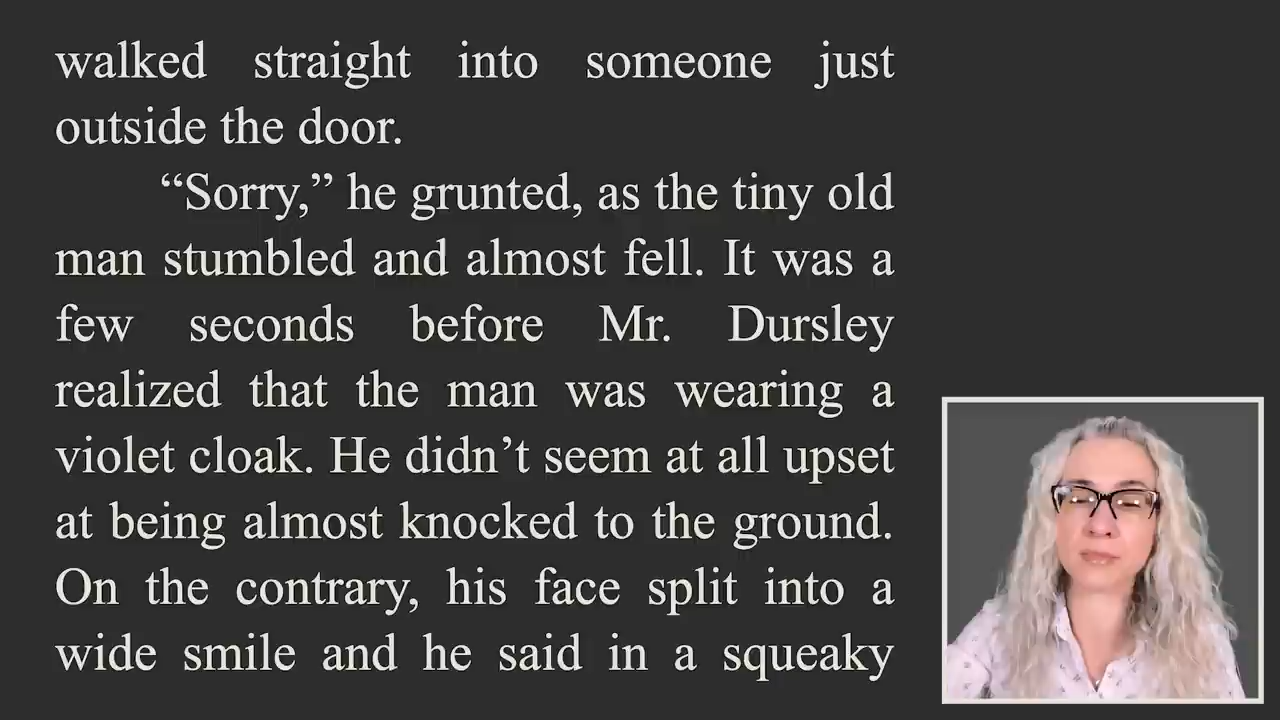 walked straight into someone just
outside the door.
“Sorry,” he grunted, as the tiny old
man stumbled and almost fell. It was a
few seconds before Mr. Dursley
realized that the man was wearing a
violet cloak. He didn’t seem at all upset
at being almost knocked to the ground.
On the contrary, his face split into a
wide smile and he said in a squeaky